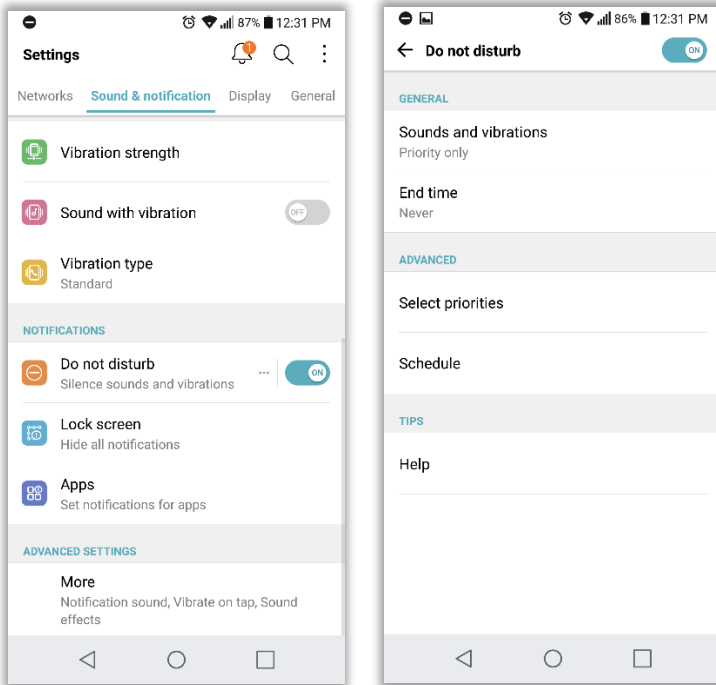 87% 12:31 PM
Settings
1
Networks Sound & notification Display General
Vibration strength
Sound with vibration
OFF
Vibration type
Standard
NOTIFICATIONS
Do not disturb
Silence sounds and vibrations
ON
Lock screen
Hide all notifications
Apps
Set notifications for apps
ADVANCED SETTINGS
More
Notification sound, Vibrate on tap, Sound
effects
86% 12:31 PM
Do not disturb
ON
GENERAL
Sounds and vibrations
Priority only
End time
Never
ADVANCED
Select priorities
Schedule
TIPS
Help